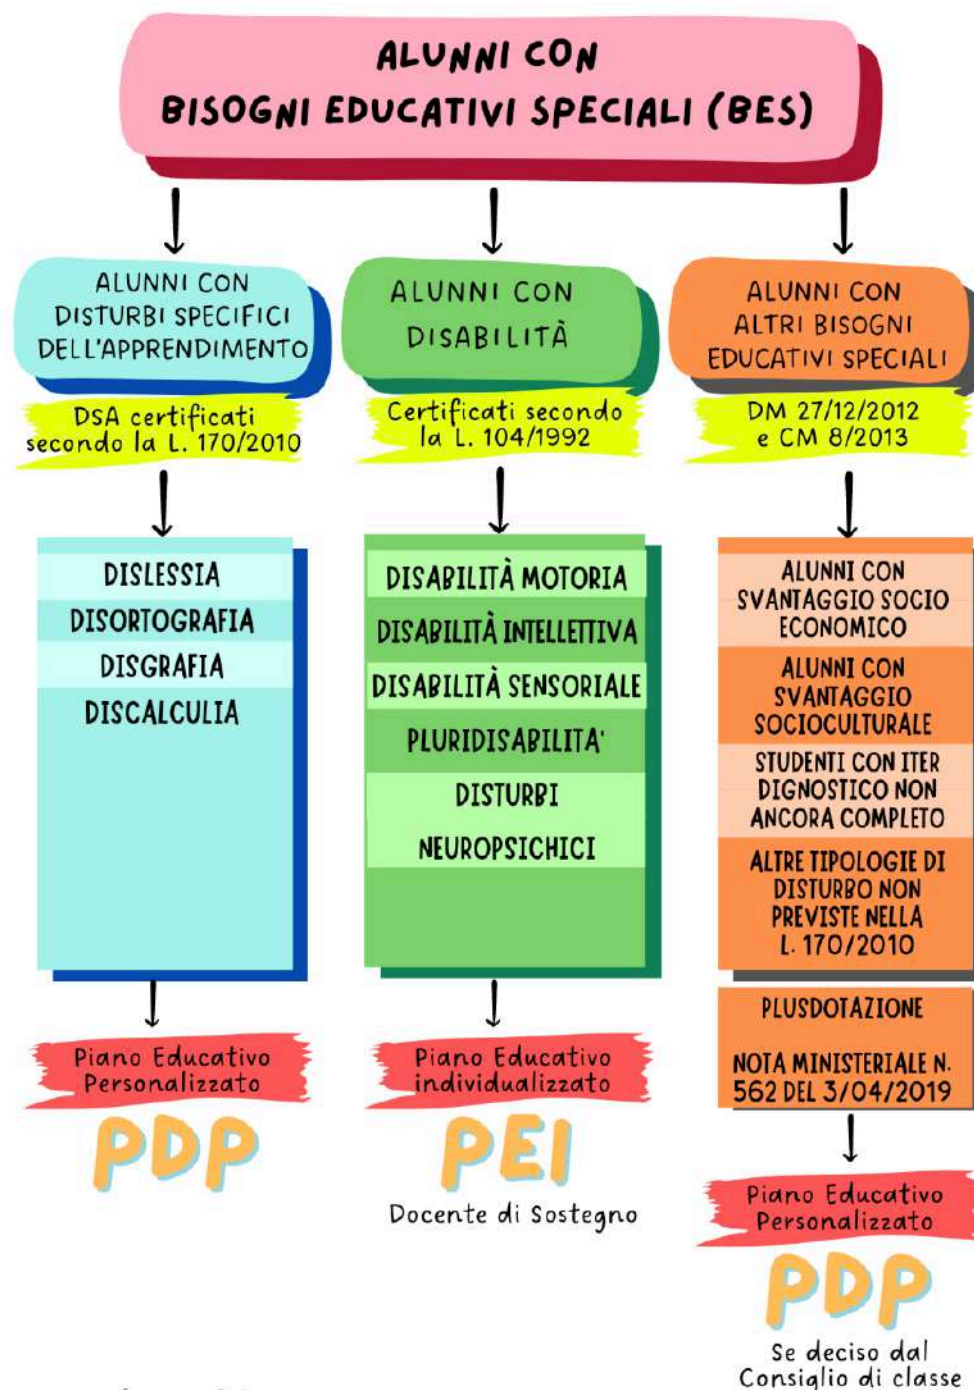 ALUNNI CON
BISOGNI EDUCATIVI SPECIALI (BES)
ALUNNI CON
DISTURBI SPECIFICI
DELL'APPRENDIMENTO
DSA certificati
secondo la L. 170/2010
DISLESSIA
DISORTOGRAFIA
DISGRAFIA
DISCALCULIA
Piano Educativo
Personalizzato
PDP
ALUNNI CON
DISABILITÀ
Certificati secondo
la L. 104/1992
DISABILITÀ MOTORIA
DISABILITÀ INTELLETTIVA
DISABILITÀ SENSORIALE
PLURIDISABILITA'
DISTURBI
NEUROPSICHICI
Piano Educativo
individualizzato
PEI
Docente di Sostegno
ALUNNI CON
ALTRI BISOGNI
EDUCATIVI SPECIALI
DM 27/12/2012
e CM 8/2013
ALUNNI CON
SVANTAGGIO SOCIO
ECONOMICO
ALUNNI CON
SVANTAGGIO
SOCIOCULTURALE
STUDENTI CON ITER
DIGNOSTICO NON
ANCORA COMPLETO
ALTRE TIPOLOGIE DI
DISTURBO NON
PREVISTE NELLA
L. 170/2010
PLUSDOTAZIONE
NOTA MINISTERIALE N.
562 DEL 3/04/2019
Piano Educativo
Personalizzato
PDP
Se deciso dal
Consiglio di classe